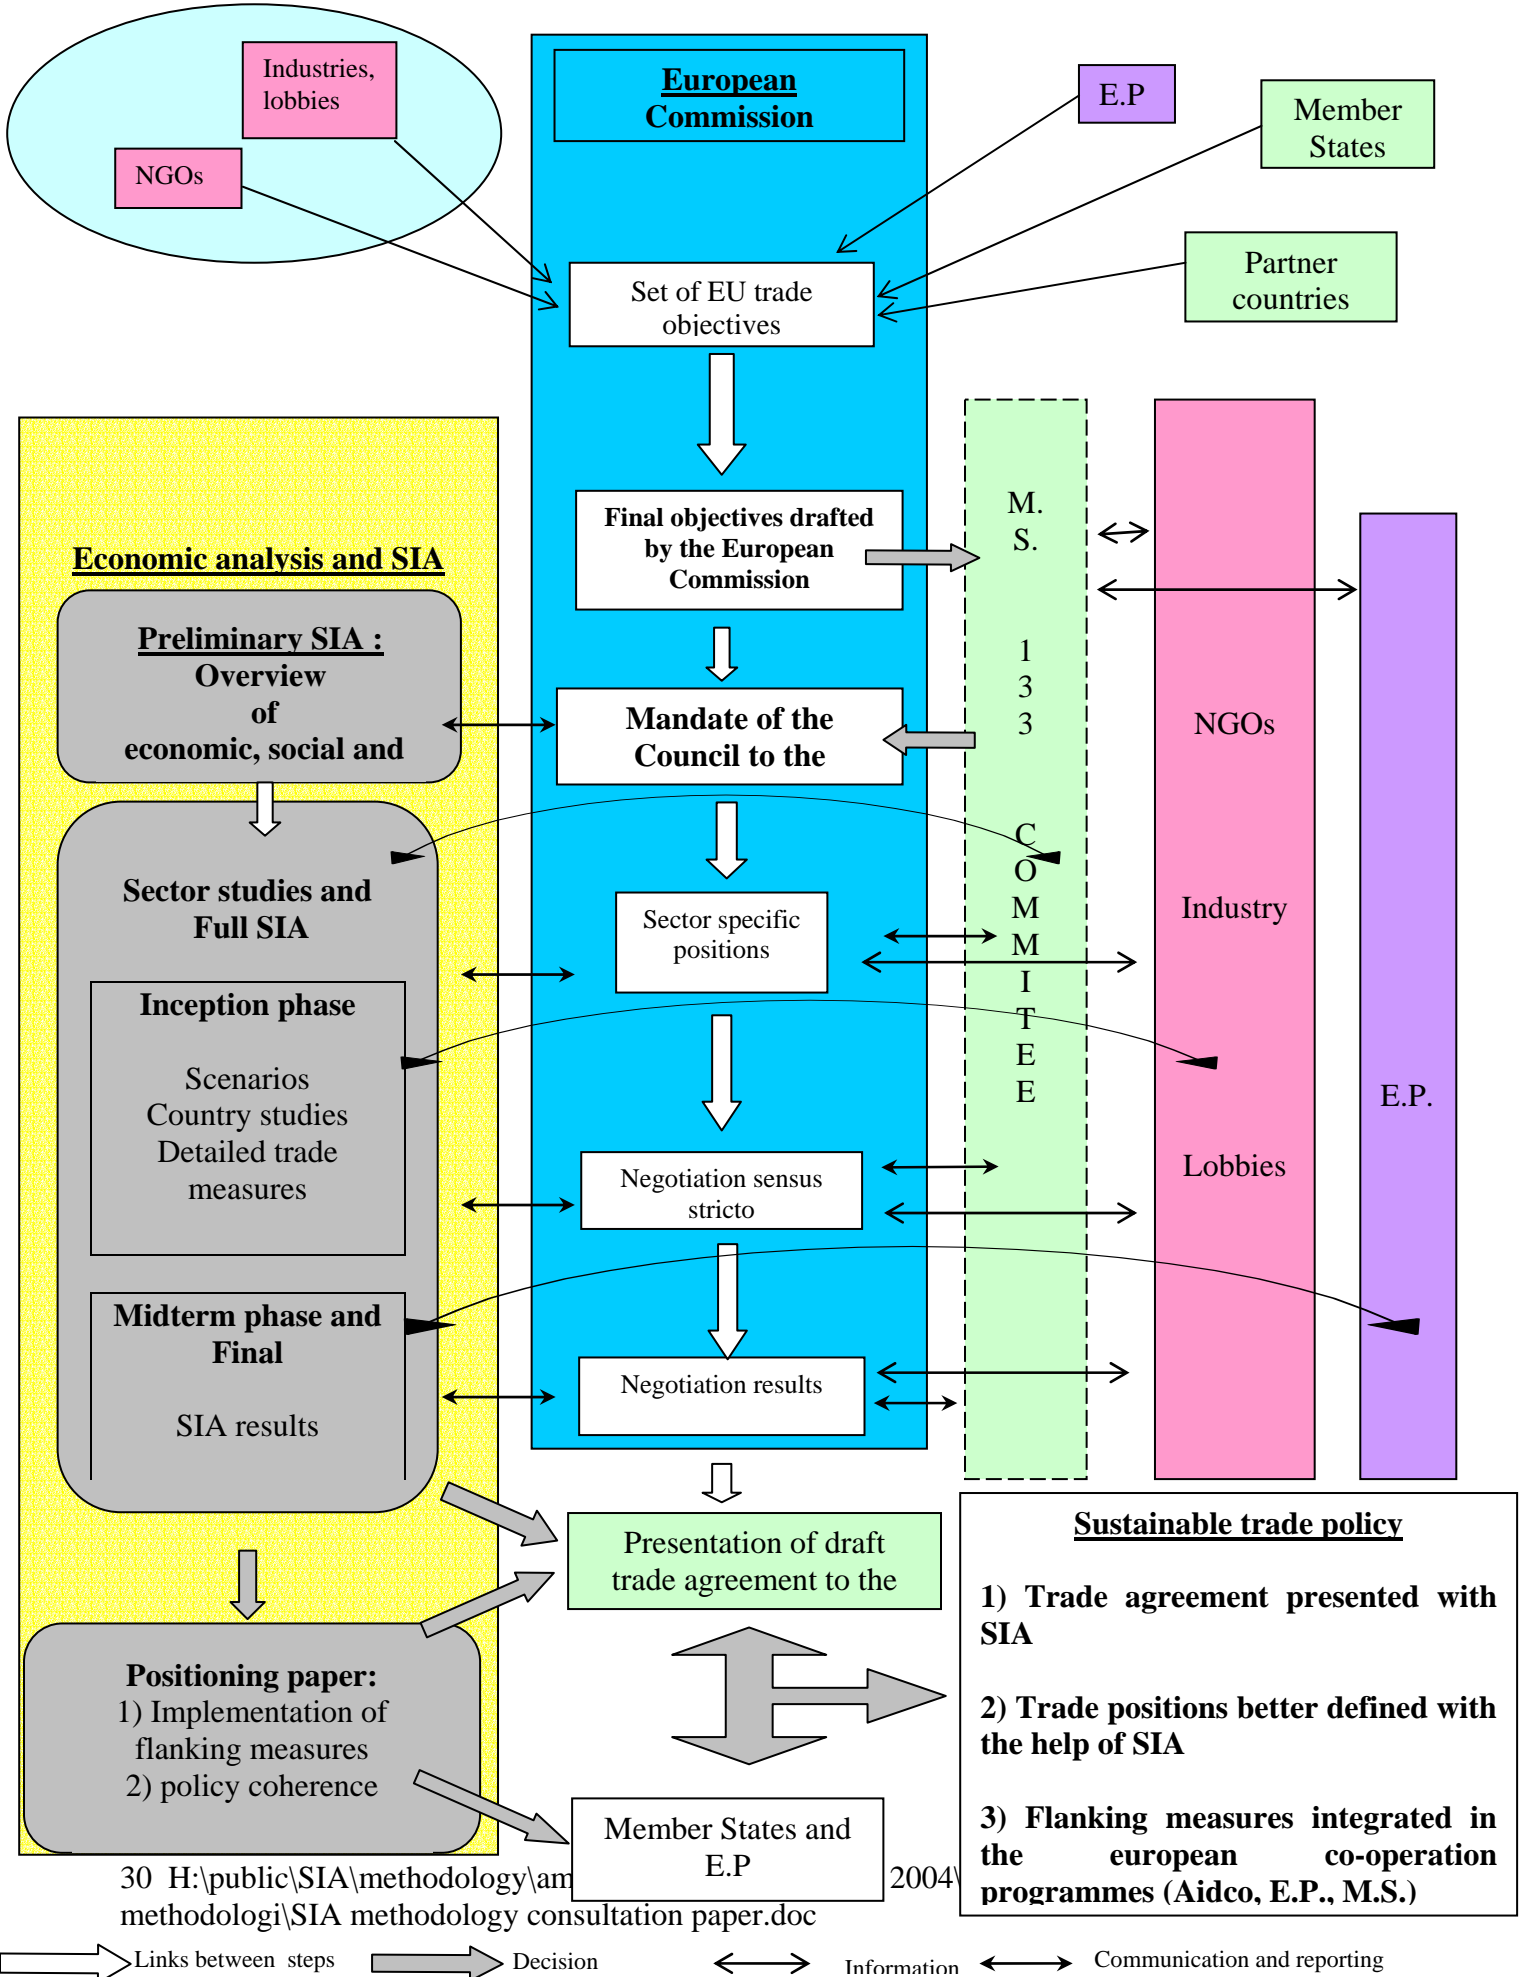 Industries,
lobbies
NGOs
European
Commission
E.P
Member
States
Partner
countries
Set of EU trade
objectives
Final objectives drafted
by the European
Commission
Mandate of the
Council to the
Sector specific
positions
Negotiation sensus
stricto
Negotiation results
Economic analysis and SIA
Preliminary SIA :
Overview
of
economic, social and
Sector studies and
Full SIA
Inception phase
Scenarios
Country studies
Detailed trade
measures
Midterm phase and
Final
SIA results
Positioning paper:
1) Implementation of
flanking measures
2) policy coherence
M.
S.
1
3
3
C
O
M
M
I
T
E
E
NGOs
Industry
Lobbies
E.P.
Presentation of draft
trade agreement to the
Member States and
E.P
Sustainable trade policy
1) Trade agreement presented with
SIA
2) Trade positions better defined with
the help of SIA
3) Flanking measures integrated in
the european co-operation
programmes (Aidco, E.P., M.S.)
30 H:\public\SIA\methodology\am 2004\
methodologi\SIA methodology consultation paper.doc
Links between steps
Decision
Information
Communication and reporting